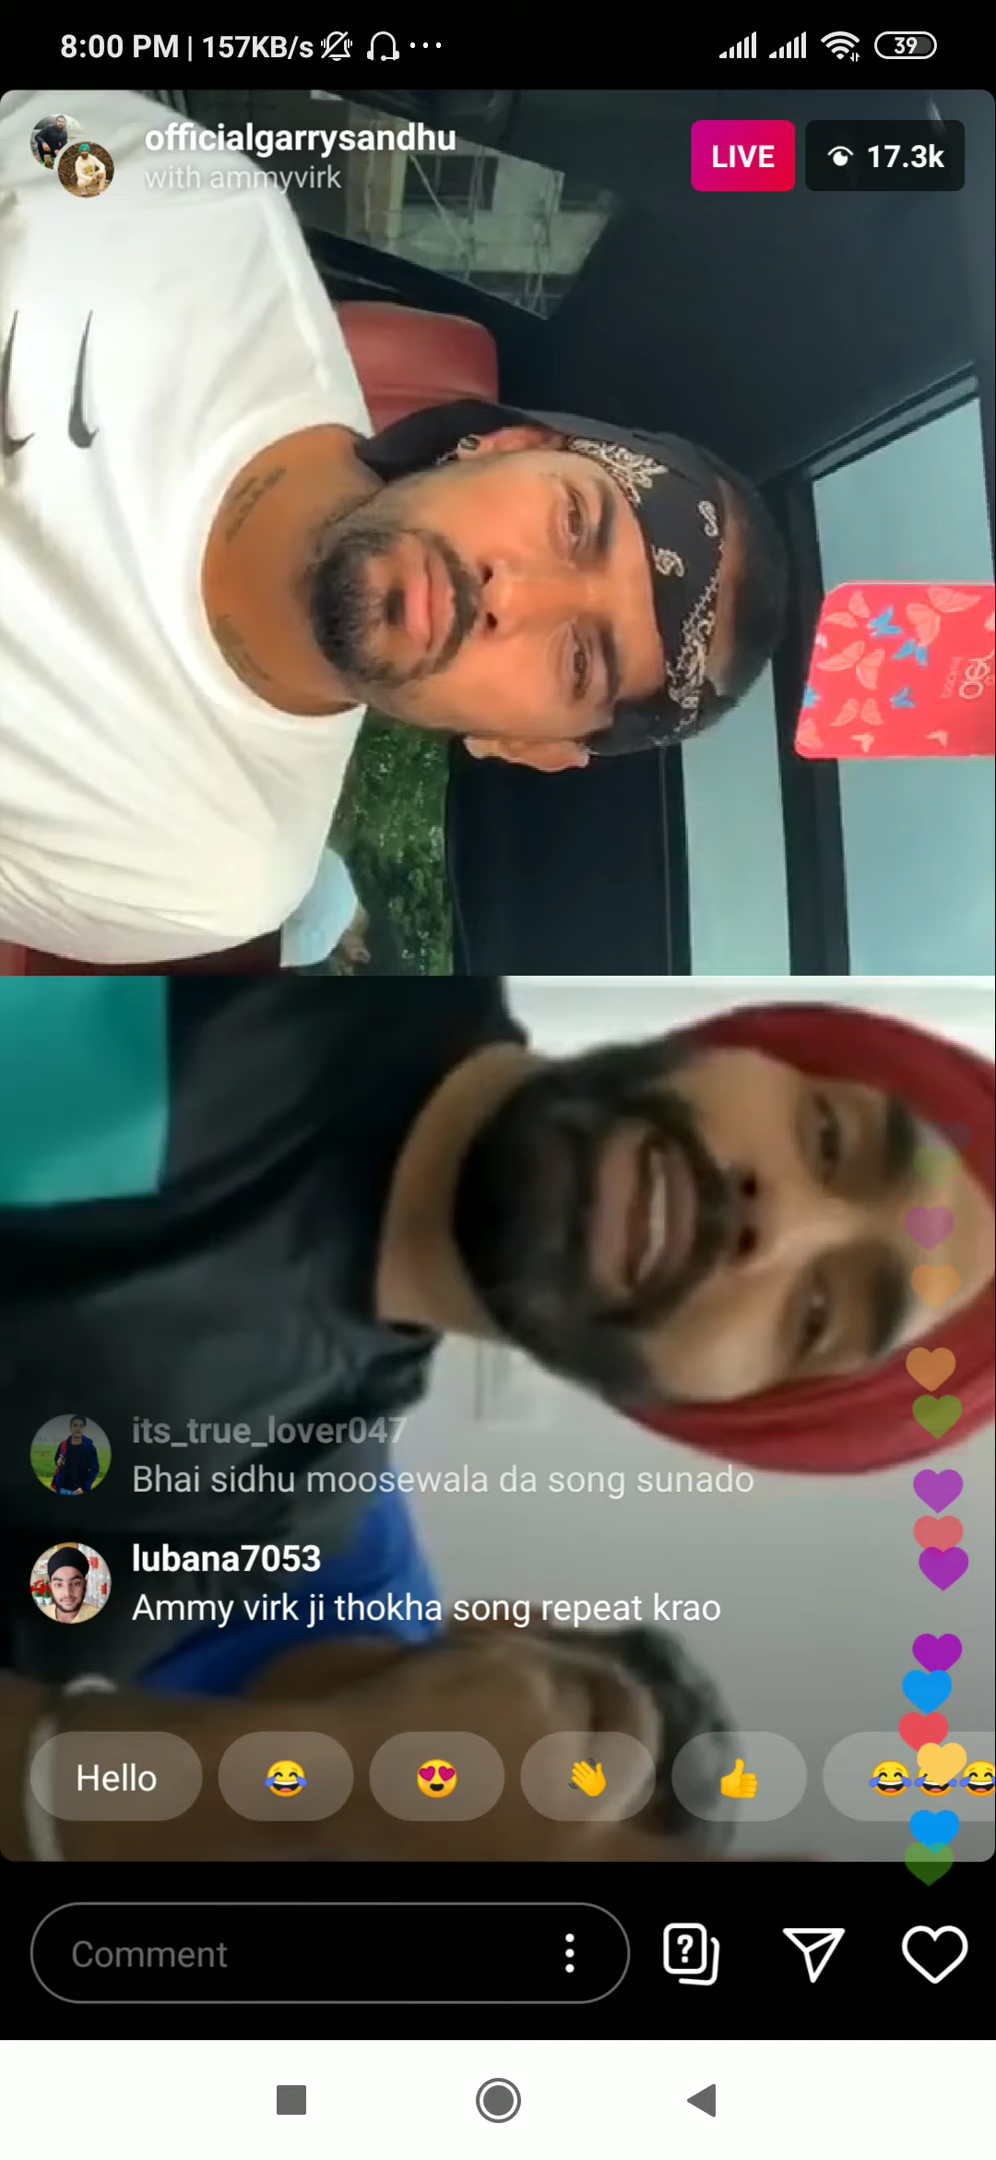 8:00 PM | 157KB/s
39
officialgarrysandhu
with ammyvirk
LIVE
17.3k
its_true_lover047
Bhai sidhu moosewala da song sunado
lubana7053
Ammy virk ji thokha song repeat krao
Hello
Comment